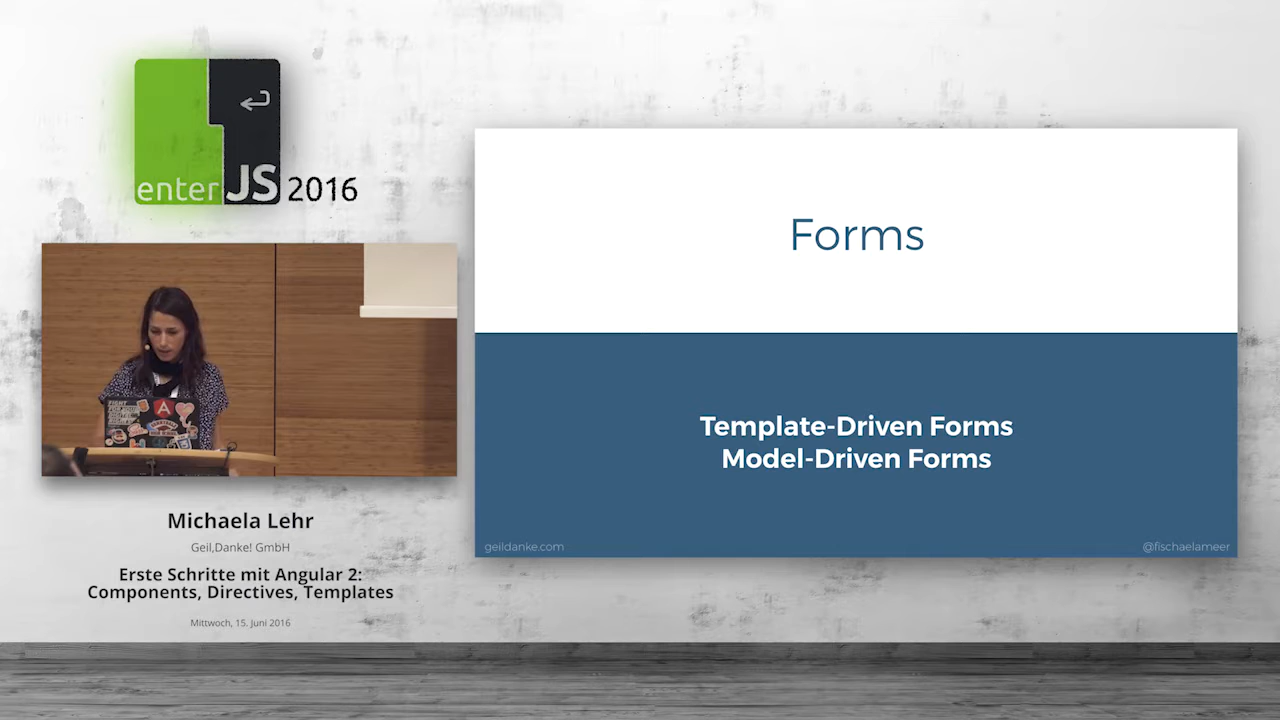 enter JS 2016
Forms
Template-Driven Forms
Model-Driven Forms
geildanke.com
@fischaelameer
Michaela Lehr
Geil,Danke! GmbH
Erste Schritte mit Angular 2:
Components, Directives, Templates
Mittwoch, 15. Juni 2016